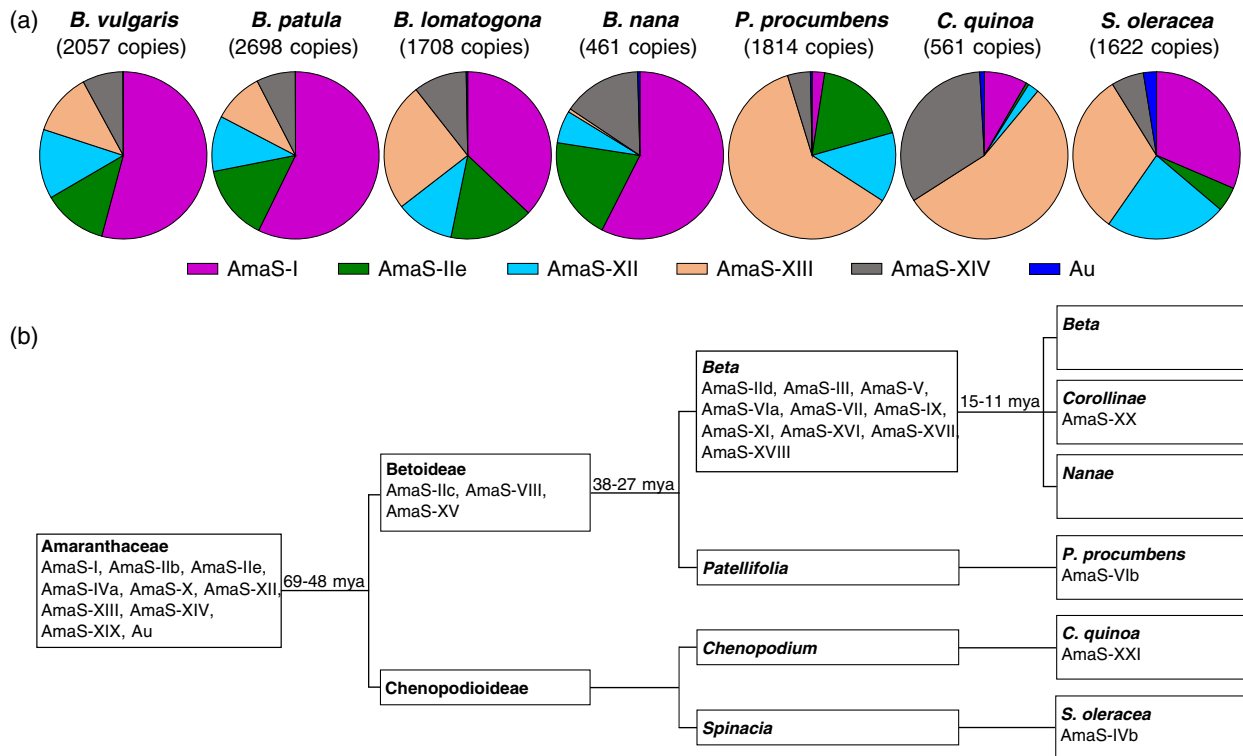 (a)
B. vulgaris
(2057 copies)
B. patula
(2698 copies)
B. lomatogona
(1708 copies)
B. nana
(461 copies)
P. procumbens
(1814 copies)
C. quinoa
(561 copies)
S. oleracea
(1622 copies)
AmaS-I
AmaS-IIe
AmaS-XII
AmaS-XIII
AmaS-XIV
Au
(b)
Amaranthaceae
AmaS-I, AmaS-IIb, AmaS-IIe,
AmaS-IVa, AmaS-X, AmaS-XII,
AmaS-XIII, AmaS-XIV,
AmaS-XIX, Au
69-48 mya
Betoideae
AmaS-IIc, AmaS-VIII,
AmaS-XV
38-27 mya
Beta
AmaS-IId, AmaS-III, AmaS-V,
AmaS-VIa, AmaS-VII, AmaS-IX,
AmaS-XI, AmaS-XVI, AmaS-XVII,
AmaS-XVIII
15-11 mya
Beta
Corollinae
AmaS-XX
Nanae
Patellifolia
P. procumbens
AmaS-VIb
Chenopodioideae
Chenopodium
C. quinoa
AmaS-XXI
Spinacia
S. oleracea
AmaS-IVb